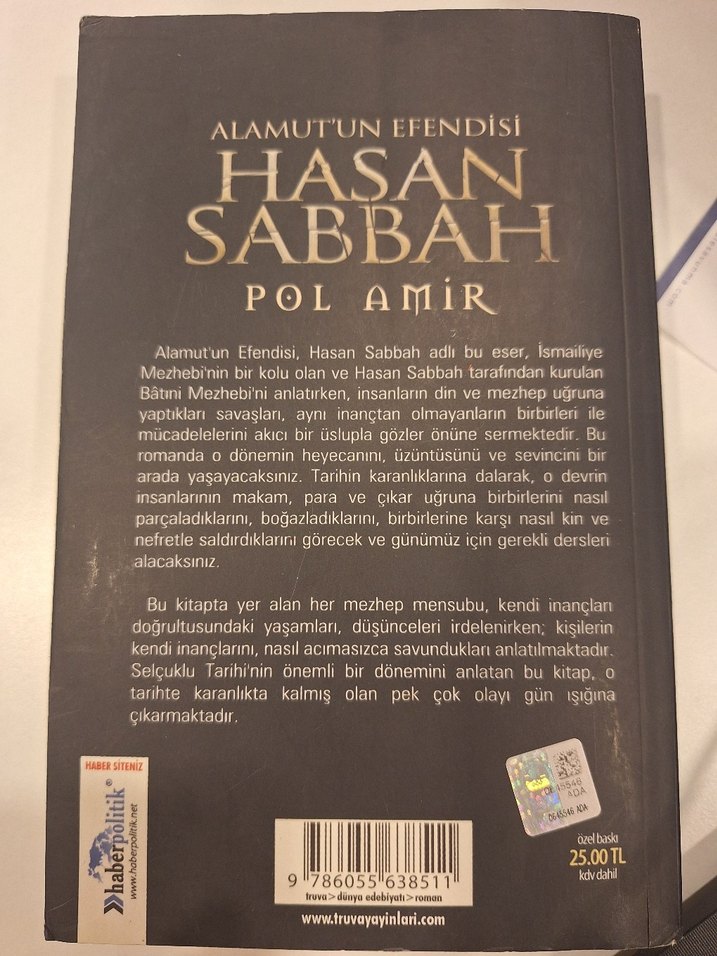 ALAMUT'UN EFENDİSİ
HASAN
SABBAH
POL AMİR
Alamut'un Efendisi, Hasan Sabbah adlı bu eser, İsmailiye
Mezhebi'nin bir kolu olan ve Hasan Sabbah tarafından kurulan
Bâtıni Mezhebi'ni anlatırken, insanların din ve mezhep uğruna
yaptıkları savaşları, aynı inançtan olmayanların birbirleri ile
mücadelelerini akıcı bir üslupla gözler önüne sermektedir. Bu
romanda o dönemin heyecanını, üzüntüsünü ve sevincini bir
arada yaşayacaksınız. Tarihin karanlıklarına dalarak, o devrin
insanlarının makam, para ve çıkar uğruna birbirlerini nasıl
parçaladıklarını, boğazladıklarını, birbirlerine karşı nasıl kin ve
nefretle saldırdıklarını görecek ve günümüz için gerekli dersleri
alacaksınız.
Bu kitapta yer alan her mezhep mensubu, kendi inançları
doğrultusundaki yaşamları, düşünceleri irdelenirken; kişilerin
kendi inançlarını, nasıl acımasızca savundukları anlatılmaktadır.
Selçuklu Tarihi'nin önemli bir dönemini anlatan bu kitap, o
tarihte karanlıkta kalmış olan pek çok olayı gün ışığına
çıkarmaktadır.
HABER SİTENİZ
haberpolitik®
www.haberpolitik.net
9 786055 638511
truva>dünya edebiyatı>roman
www.truvayayinlari.com
ADA
0645546 ADA
özel baskı
25.00 TL
kdv dahil